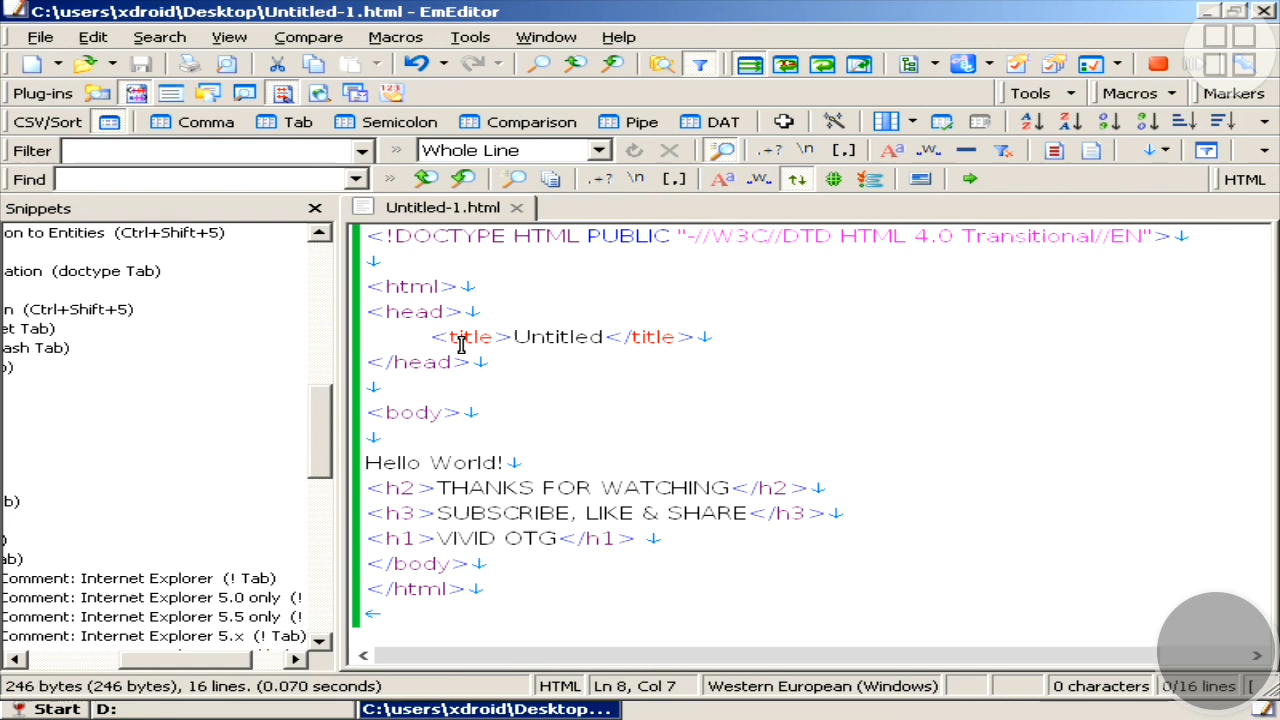 C:\users\xdroid\Desktop\Untitled-1.html - EmEditor
File Edit Search View Compare Macros Tools Window Help
Plug-ins Tools Macros Markers
CSV/Sort Comma Tab Semicolon Comparison Pipe DAT
Filter Whole Line
Find HTML
Snippets Untitled-1.html
on to Entities (Ctrl+Shift+5)
ation (doctype Tab)
n (Ctrl+Shift+5)
et Tab)
ash Tab)
)
b)
)
ab)
Comment: Internet Explorer (! Tab)
Comment: Internet Explorer 5.0 only (!
Comment: Internet Explorer 5.5 only (!
Comment: Internet Explorer 5.x (! Tab)
<!DOCTYPE HTML PUBLIC "-//W3C//DTD HTML 4.0 Transitional//EN">↓
↓
<html>↓
<head>↓
<title>Untitled</title>↓
</head>↓
↓
<body>↓
↓
Hello World!↓
<h2>THANKS FOR WATCHING</h2>↓
<h3>SUBSCRIBE, LIKE & SHARE</h3>↓
<h1>VIVID OTG</h1> ↓
</body>↓
</html>↓
←
246 bytes (246 bytes), 16 lines. (0.070 seconds) HTML Ln 8, Col 7 Western European (Windows) 0 characters 0/16 lines
Start D: C:\users\xdroid\Desktop...